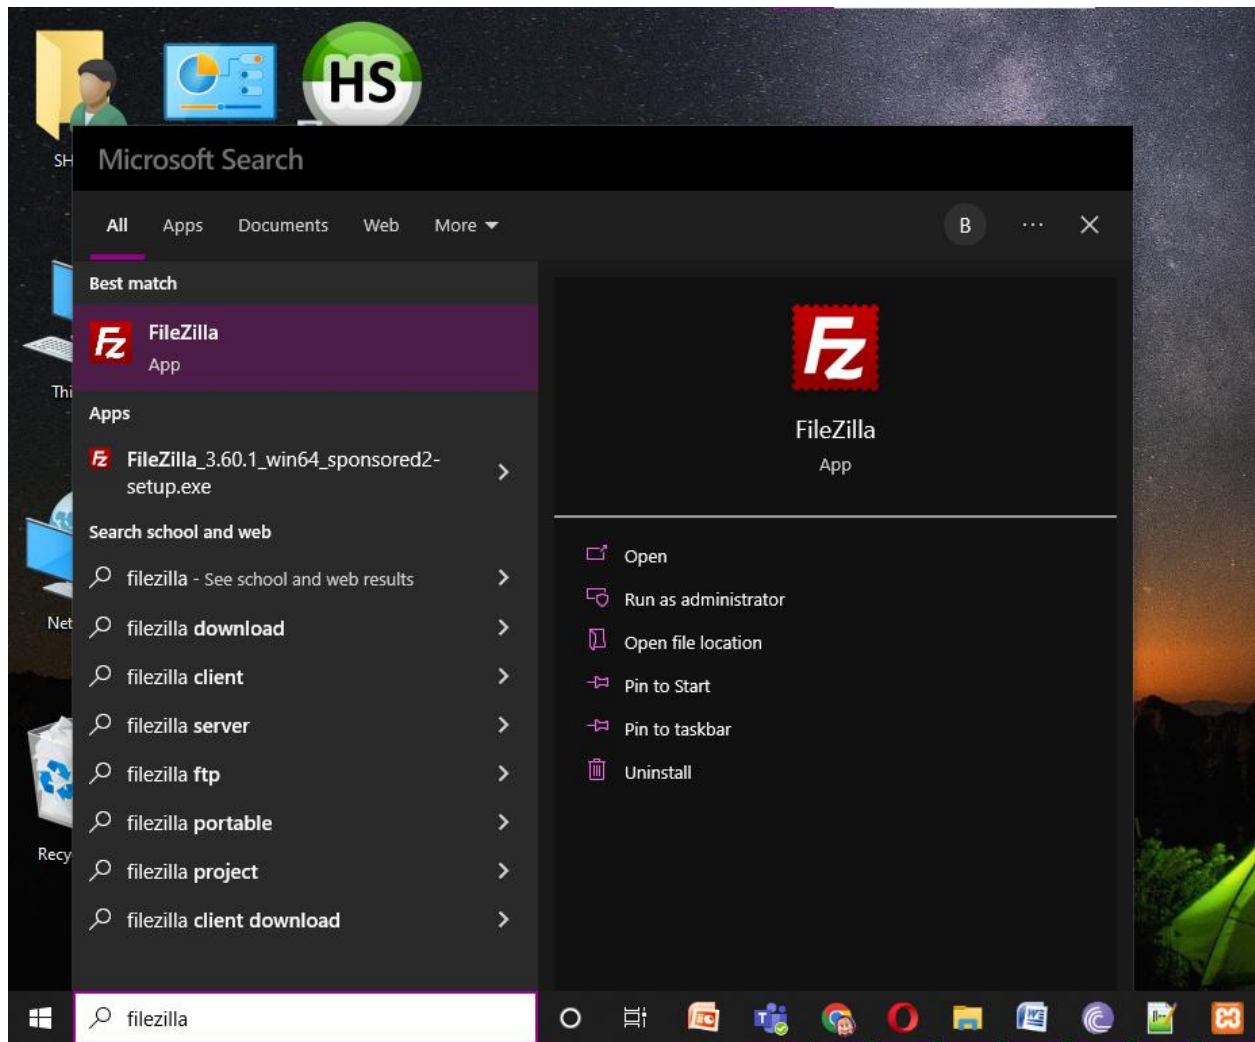 HS
SH
Microsoft Search
All Apps Documents Web More
B
Best match
FileZilla
App
Thi
Apps
FileZilla_3.60.1_win64_sponsored2-
setup.exe
Search school and web
filezilla - See school and web results
Net
filezilla download
filezilla client
filezilla server
filezilla ftp
filezilla portable
Recy
filezilla project
filezilla client download
Fz
FileZilla
App
Open
Run as administrator
Open file location
Pin to Start
Pin to taskbar
Uninstall
filezilla